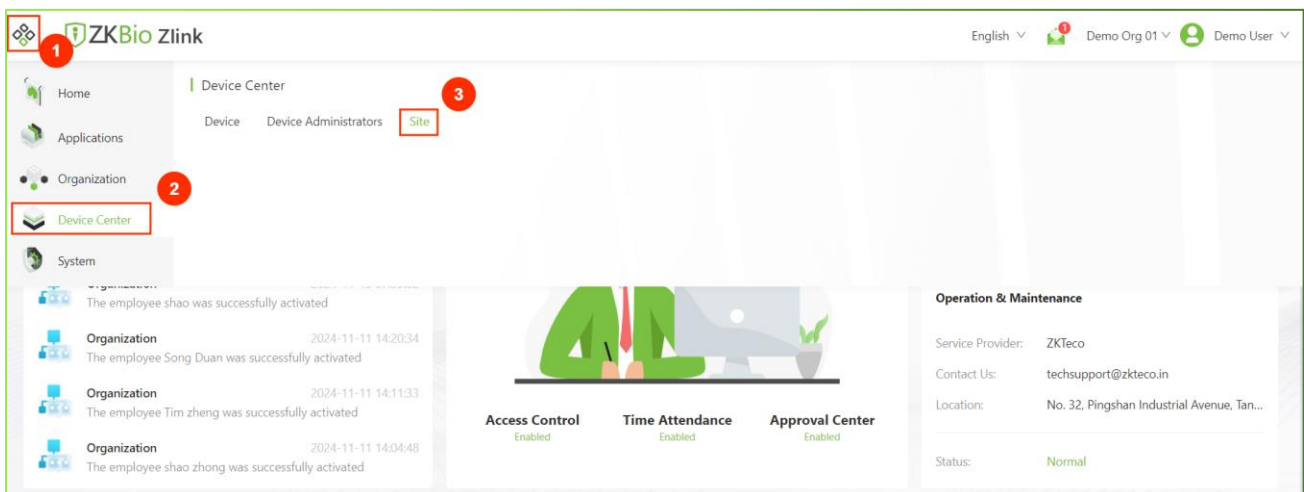 1
ZKBio Zlink
English
1
Demo Org 01
Demo User
Home
Device Center
3
Device Device Administrators Site
Applications
Organization
2
Device Center
System
The employee shao was successfully activated
Organization 2024-11-11 14:20:34
The employee Song Duan was successfully activated
Organization 2024-11-11 14:11:33
The employee Tim zheng was successfully activated
Organization 2024-11-11 14:04:48
The employee shao zhong was successfully activated
Access Control Time Attendance Approval Center
Enabled Enabled Enabled
Operation & Maintenance
Service Provider: ZKTeco
Contact Us: techsupport@zkteco.in
Location: No. 32, Pingshan Industrial Avenue, Tan...
Status: Normal